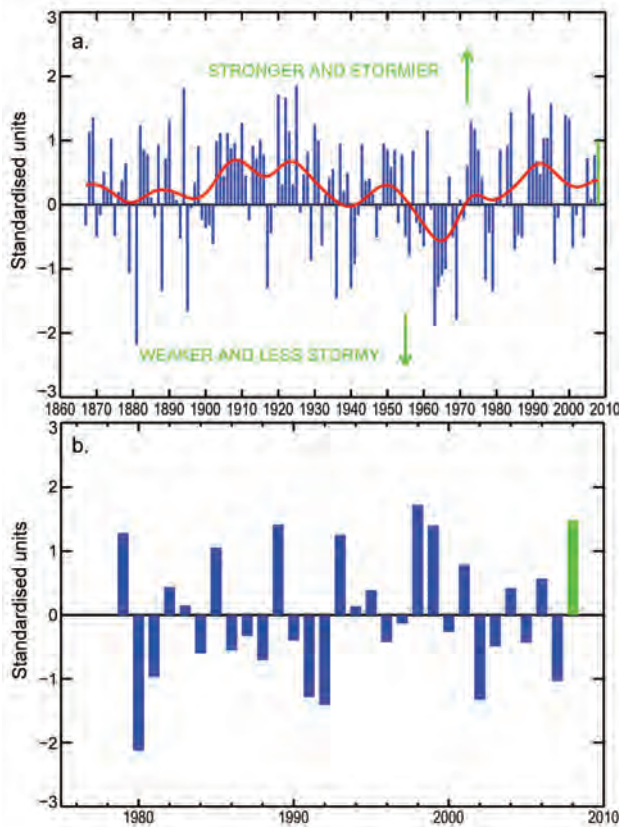 3
a.
STRONGER AND STORMIER
2
1
0
−1
−2
WEAKER AND LESS STORMY
−3
Standardised units
1860 1870 1880 1890 1900 1910 1920 1930 1940 1950 1960 1970 1980 1990 2000 2010
3
b.
2
1
0
−1
−2
−3
Standardised units
1980 1990 2000 2010